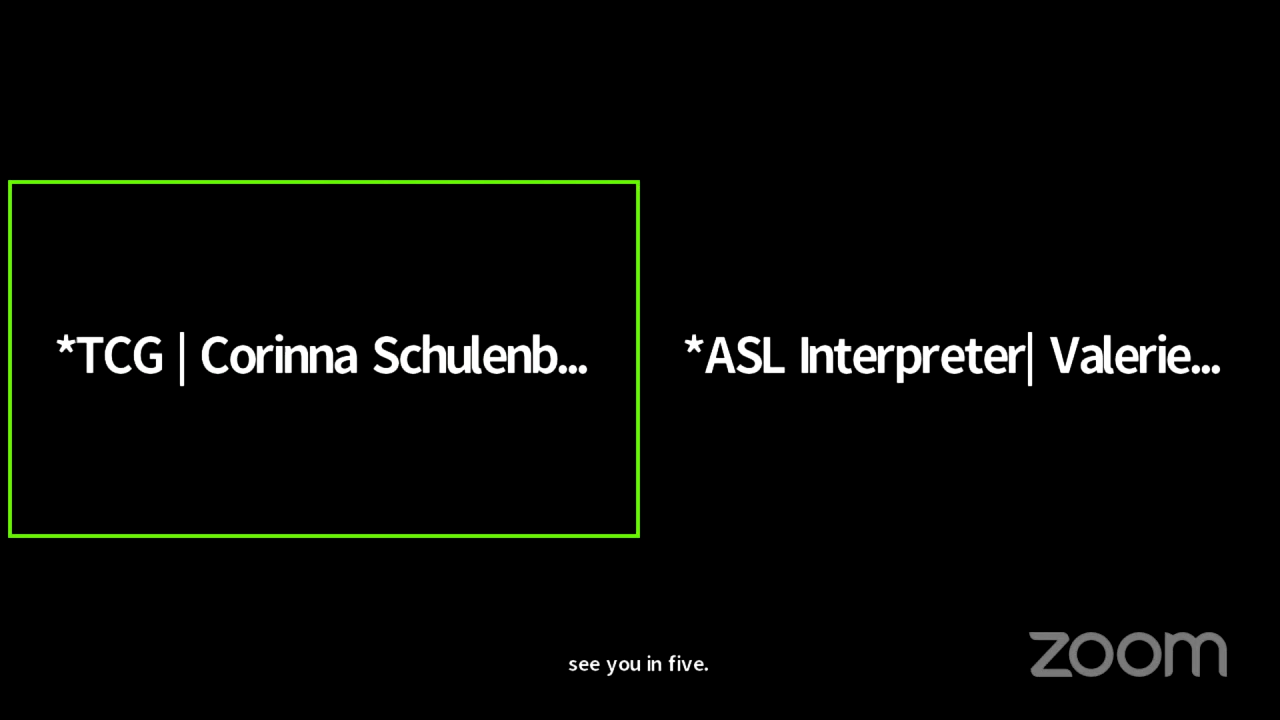 *TCG | Corinna Schulenb...
*ASL Interpreter| Valerie...
see you in five.
zoom